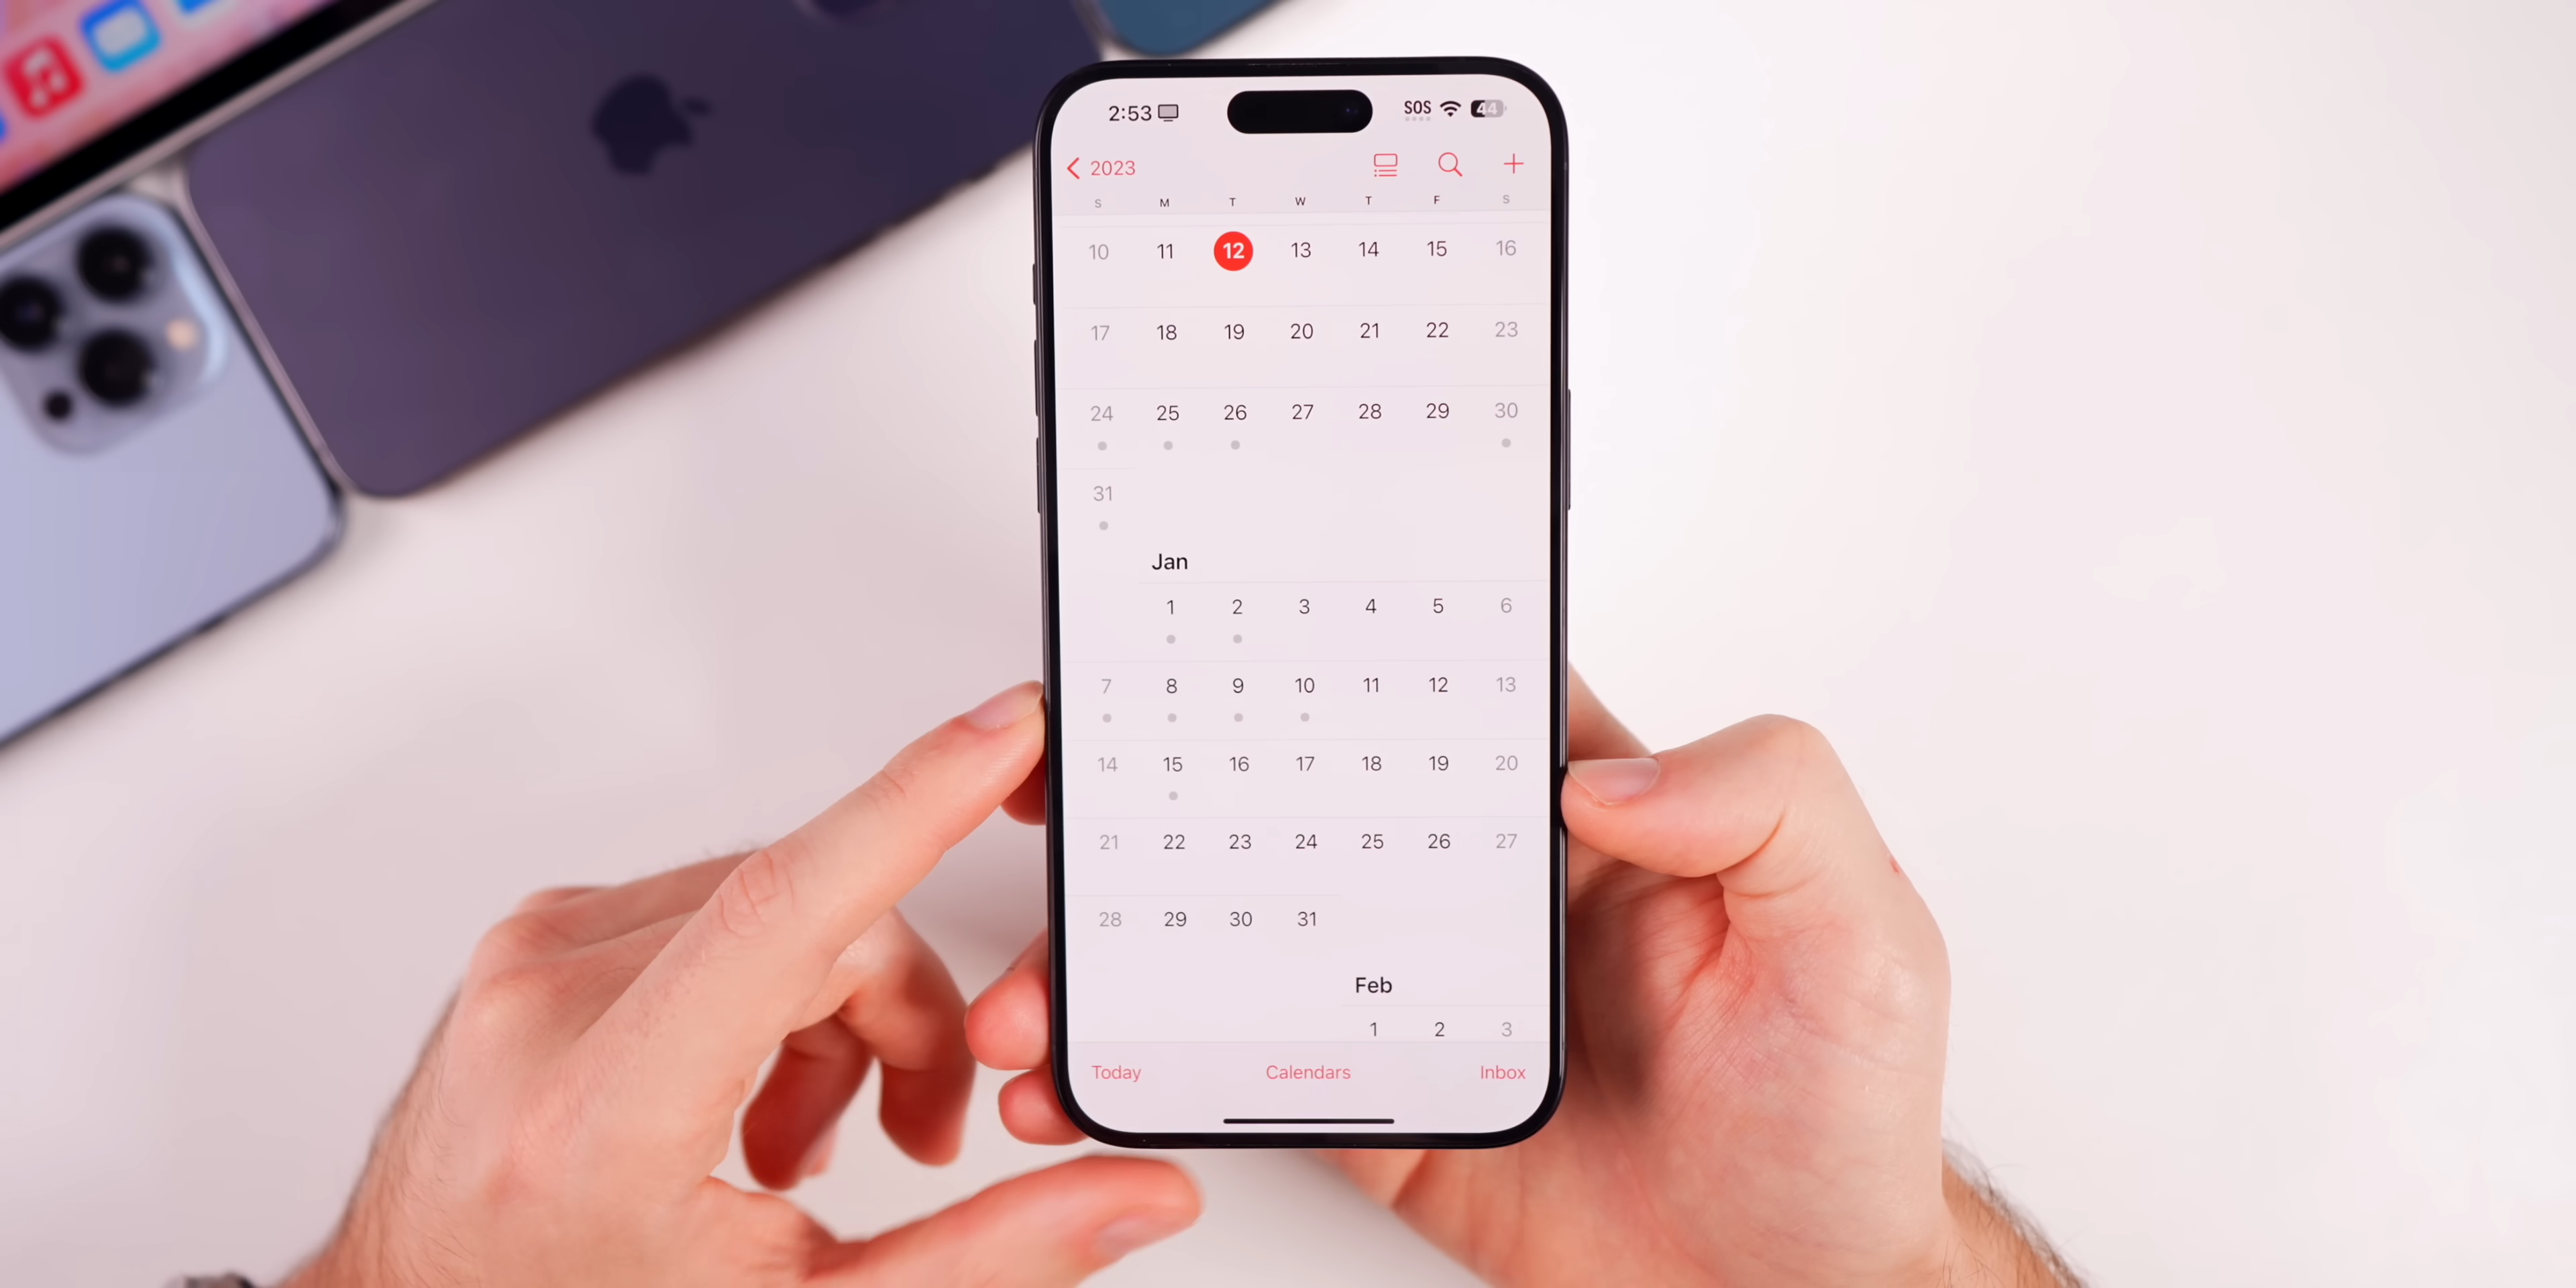 2:53 SOS 44
2023
S M T W T F S
10 11 12 13 14 15 16
17 18 19 20 21 22 23
24 25 26 27 28 29 30
31
Jan
1 2 3 4 5 6
7 8 9 10 11 12 13
14 15 16 17 18 19 20
21 22 23 24 25 26 27
28 29 30 31
Feb
1 2 3
Today Calendars Inbox